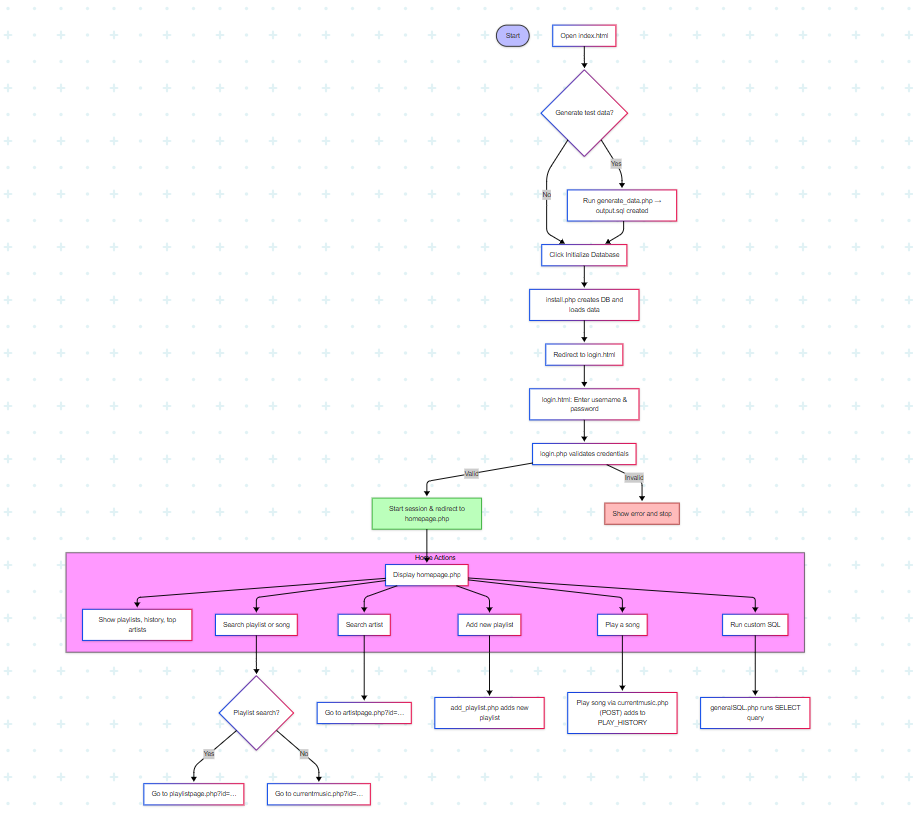 Start
Open index.html
Generate test data?
Yes
No
Run generate_data.php →
output.sql created
Click Initialize Database
install.php creates DB and
loads data
Redirect to login.html
login.html: Enter username &
password
login.php validates credentials
Valid
Invalid
Start session & redirect to
homepage.php
Show error and stop
Home Actions
Display homepage.php
Show playlists, history, top
artists
Search playlist or song
Search artist
Add new playlist
Play a song
Run custom SQL
Playlist search?
Go to artistpage.php?id=...
add_playlist.php adds new
playlist
Play song via currentmusic.php
(POST) adds to
PLAY_HISTORY
generalSQL.php runs SELECT
query
Yes
No
Go to playlistpage.php?id=...
Go to currentmusic.php?id=...